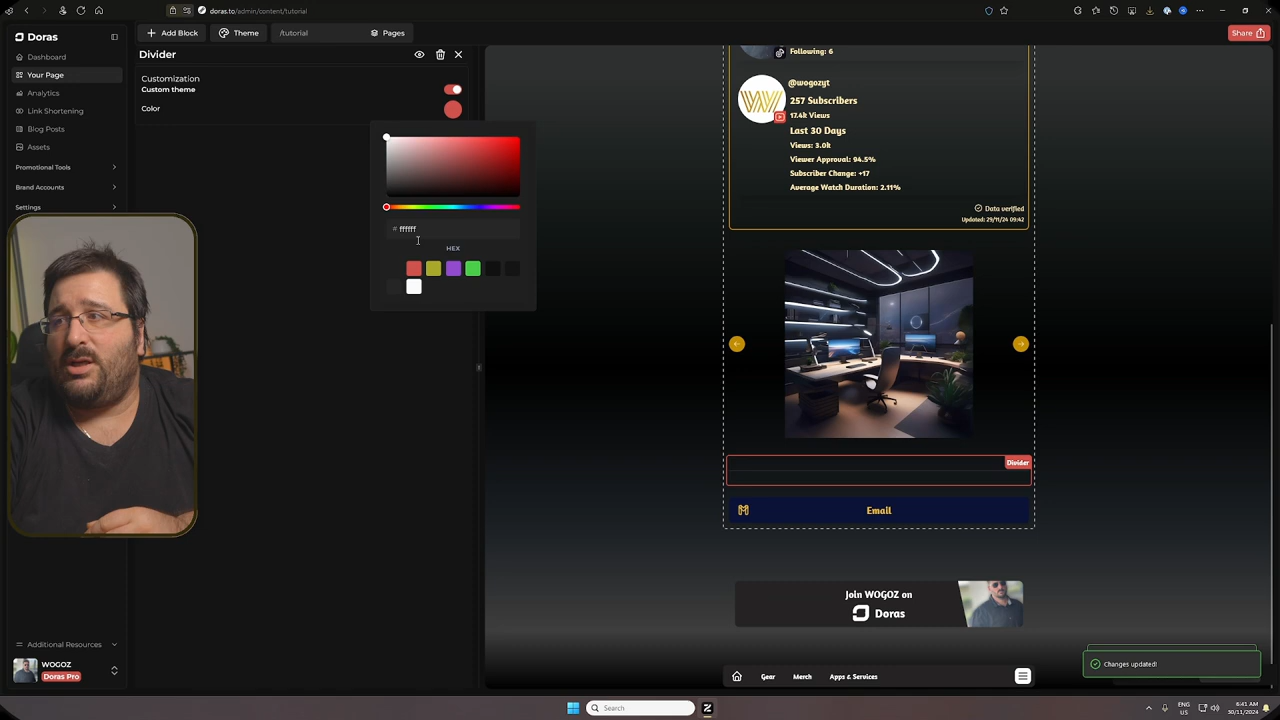 doras.to/admin/content/tutorial
Doras
Add Block
Theme
/tutorial
Pages
Share
Dashboard
Your Page
Analytics
Link Shortening
Blog Posts
Assets
Promotional Tools
Brand Accounts
Settings
Divider
Customization
Custom theme
Color
# ffffff
HEX
Following: 6
@wogozyt
257 Subscribers
17.4k Views
Last 30 Days
Views: 3.0k
Viewer Approval: 94.5%
Subscriber Change: +17
Average Watch Duration: 2.11%
Data verified
Updated: 29/11/24 09:42
Divider
Email
Join WOGOZ on
Doras
Home
Gear
Merch
Apps & Services
Changes updated!
Additional Resources
WOGOZ
Doras Pro
Search
ENG
US
6:41 AM
30/11/2024